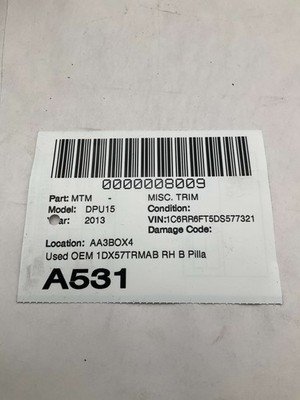 0000008009
Part: MTM - MISC. TRIM
Model: DPU15 Condition:
ar: 2013 VIN:1C6RR6FT5DS577321
Damage Code:
Location: AA3BOX4
Used OEM 1DX57TRMAB RH B Pilla
A531